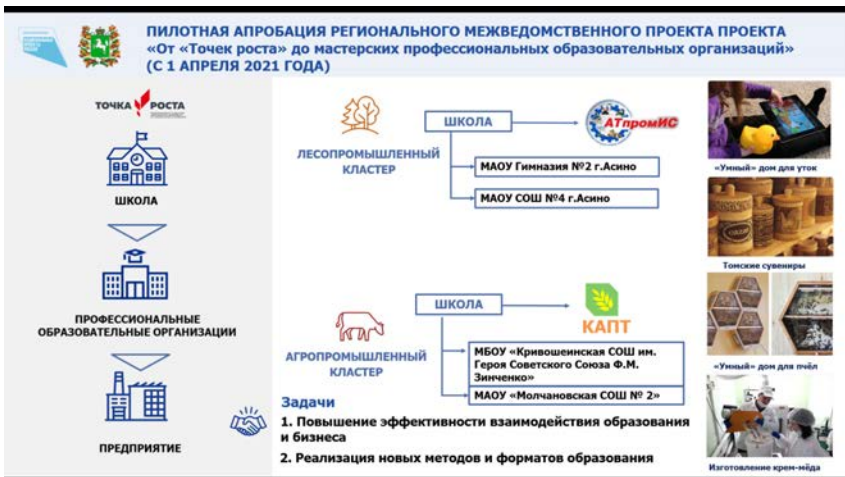 ПИЛОТНАЯ АПРОБАЦИЯ РЕГИОНАЛЬНОГО МЕЖВЕДОМСТВЕННОГО ПРОЕКТА ПРОЕКТА
«От «Точек роста» до мастерских профессиональных образовательных организаций»
(С 1 АПРЕЛЯ 2021 ГОДА)
ТОЧКА РОСТА
ШКОЛА
ПРОФЕССИОНАЛЬНЫЕ
ОБРАЗОВАТЕЛЬНЫЕ ОРГАНИЗАЦИИ
ПРЕДПРИЯТИЕ
ЛЕСОПРОМЫШЛЕННЫЙ
КЛАСТЕР
ШКОЛА
АТпромИС
МАОУ Гимназия №2 г.Асино
МАОУ СОШ №4 г.Асино
АГРОПРОМЫШЛЕННЫЙ
КЛАСТЕР
ШКОЛА
КАПТ
МБОУ «Кривошеинская СОШ им.
Героя Советского Союза Ф.М.
Зинченко»
МАОУ «Молчановская СОШ № 2»
Задачи
1. Повышение эффективности взаимодействия образования
и бизнеса
2. Реализация новых методов и форматов образования
«Умный» дом для уток
Томские сувениры
«Умный» дом для пчёл
Изготовление крем-мёда